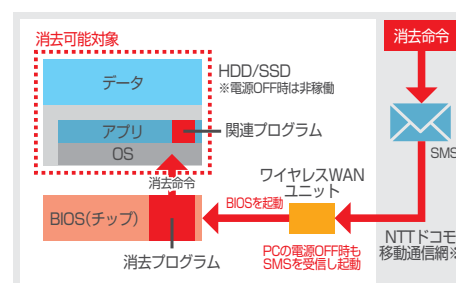 消去可能対象
消去命令
データ
HDD/SSD
※電源OFF時は非稼働
アプリ
関連プログラム
OS
SMS
消去命令
ワイヤレスWAN
ユニット
BIOSを起動
BIOS(チップ)
消去プログラム
PCの電源OFF時も
SMSを受信し起動
NTTドコモ
移動通信網※